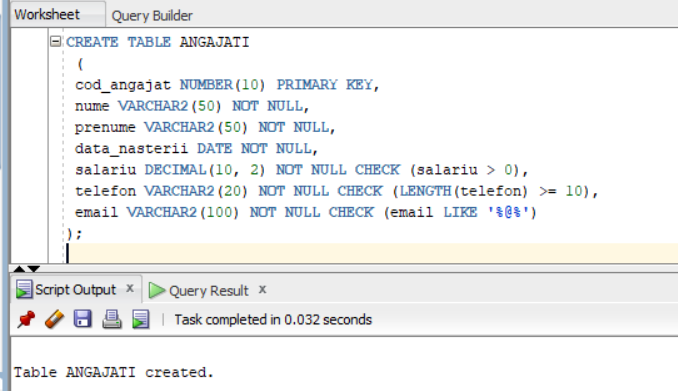 Worksheet Query Builder
CREATE TABLE ANGAJATI
(
cod_angajat NUMBER(10) PRIMARY KEY,
nume VARCHAR2(50) NOT NULL,
prenume VARCHAR2(50) NOT NULL,
data_nasterii DATE NOT NULL,
salariu DECIMAL(10, 2) NOT NULL CHECK (salariu > 0),
telefon VARCHAR2(20) NOT NULL CHECK (LENGTH(telefon) >= 10),
email VARCHAR2(100) NOT NULL CHECK (email LIKE '%@%')
);
Script Output x Query Result x
Task completed in 0.032 seconds
Table ANGAJATI created.